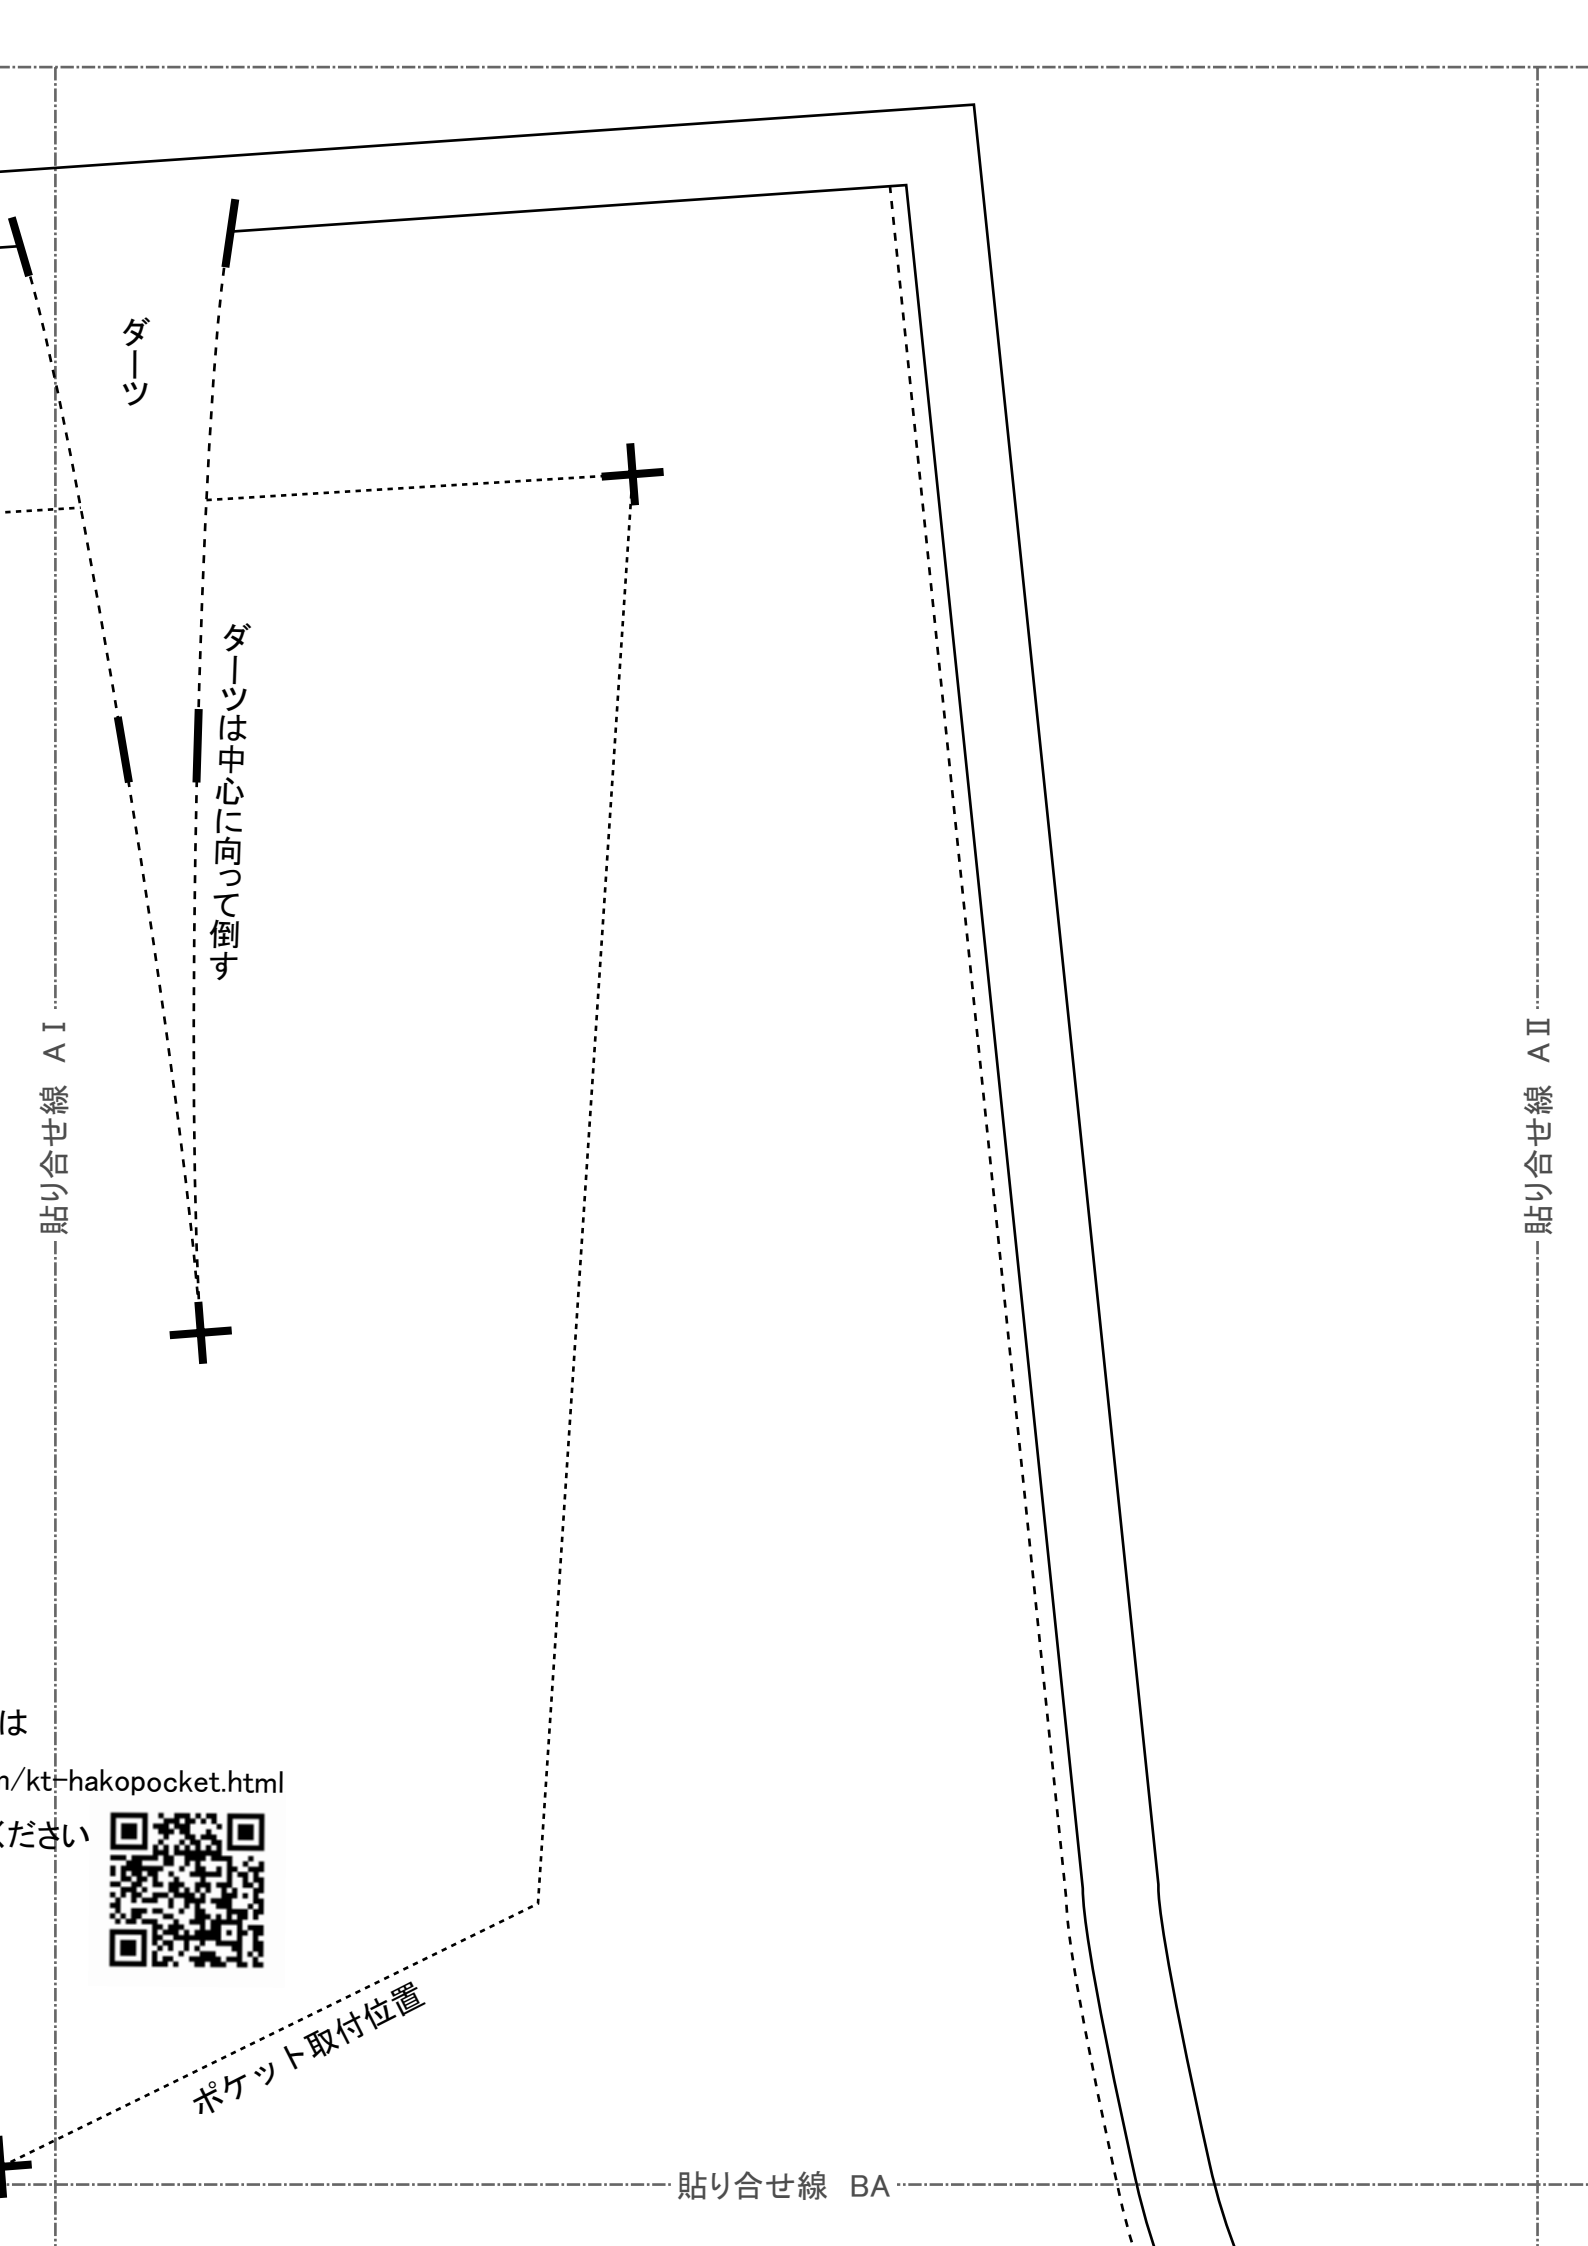 ダーツ
ダーツは中心に向って倒す
貼り合せ線 AⅠ
貼り合せ線 AⅡ
は
/kt-hakopocket.html
ください
ポケット取付位置
貼り合せ線 BA